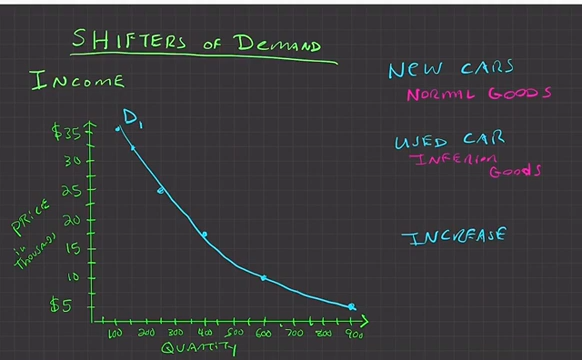 SHIFTERS OF DEMAND
INCOME
NEW CARS
NORMAL GOODS
USED CAR
INFERIOR
GOODS
INCREASE
D1
$35
30
25
20
15
10
$5
PRICE
in
THOUSANDS
100 200 300 400 500 600 700 800 900
QUANTITY